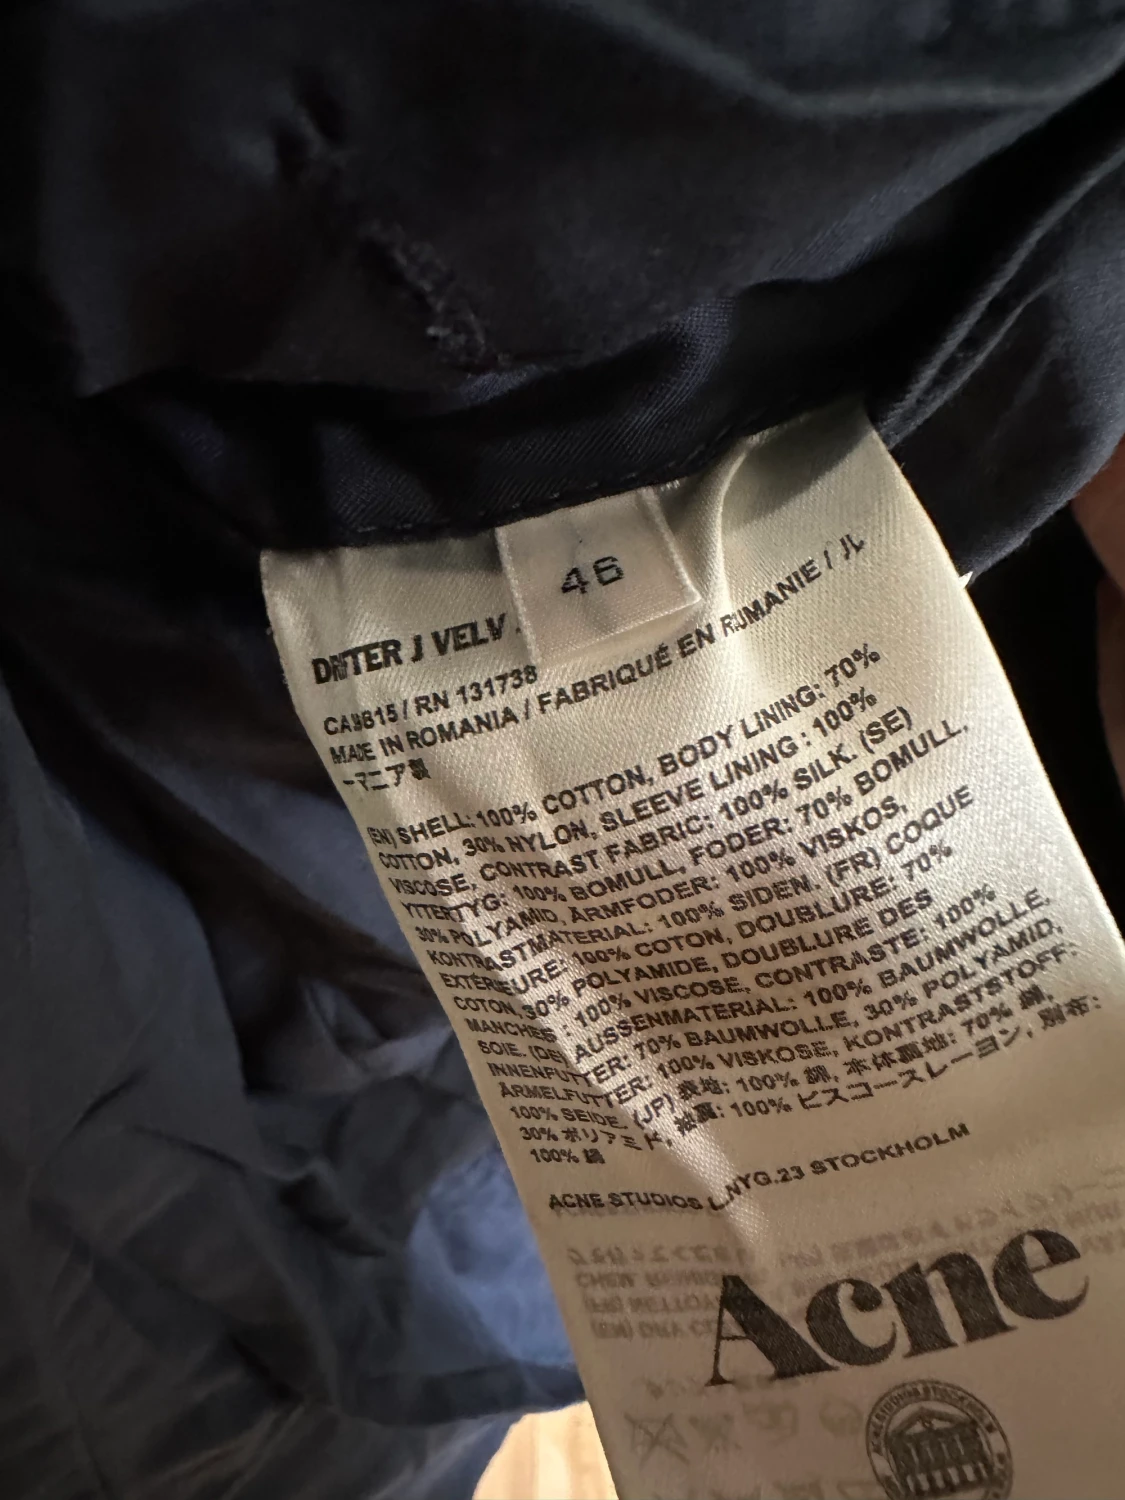 46
DRIFTER J VELV
/ RN 131738
MADE IN ROMANIA / FABRIQUÉ EN ROUMANIE / ル
ーマニア製
(EN) SHELL: 100% COTTON, BODY LINING: 70%
COTTON, 30% NYLON, SLEEVE LINING: 100%
VISCOSE, CONTRAST FABRIC: 100% SILK. (SE)
YTTERTYG: 100% BOMULL, FODER: 70% BOMULL,
30% POLYAMID, ÄRMFODER: 100% VISKOS,
KONTRASTMATERIAL: 100% SIDEN. (FR) COQUE
EXTÉRIEURE: 100% COTON, DOUBLURE: 70%
COTON, 30% POLYAMIDE, DOUBLURE DES
MANCHES : 100% VISCOSE, CONTRASTE: 100%
SOIE. (DE) AUSSENMATERIAL: 100% BAUMWOLLE,
INNENFUTTER: 70% BAUMWOLLE, 30% POLYAMID,
ÄRMELFUTTER: 100% VISKOSE, KONTRASTSTOFF:
100% SEIDE. (JP) 表地: 100% 綿, 本体裏地: 70% 綿,
30% ポリアミド, 袖裏: 100% ビスコースレーヨン, 別布:
100% 絹
ACNE STUDIOS L.NYG.23 STOCKHOLM
Acne